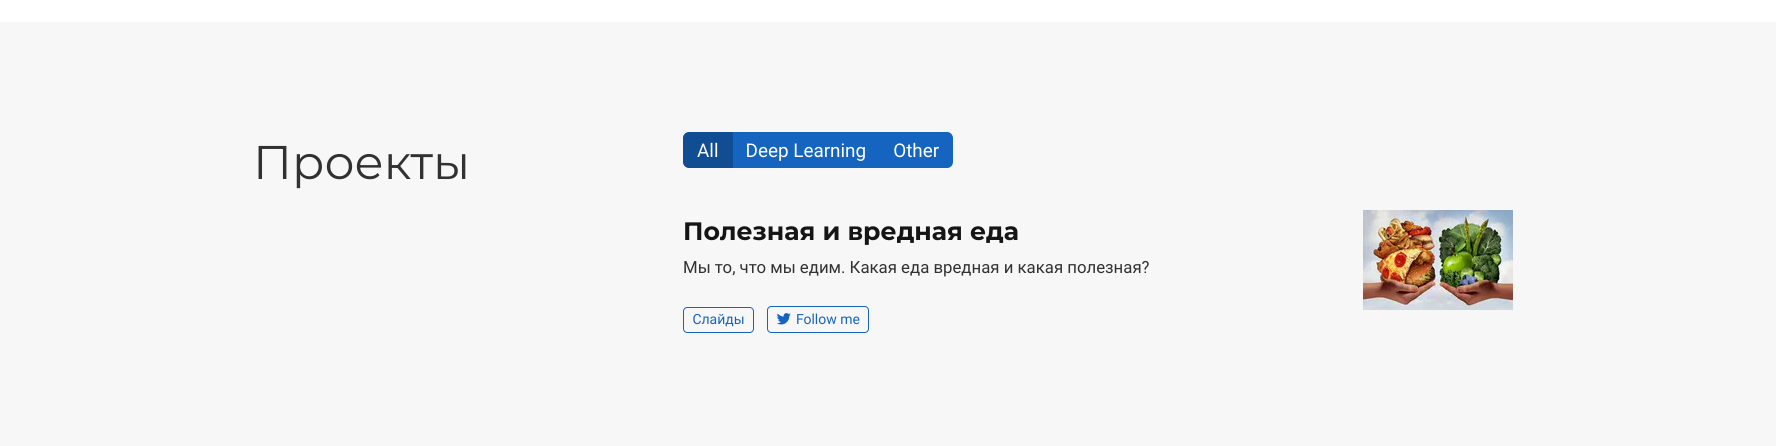 Проекты
All Deep Learning Other
Полезная и вредная еда
Мы то, что мы едим. Какая еда вредная и какая полезная?
Слайды Follow me